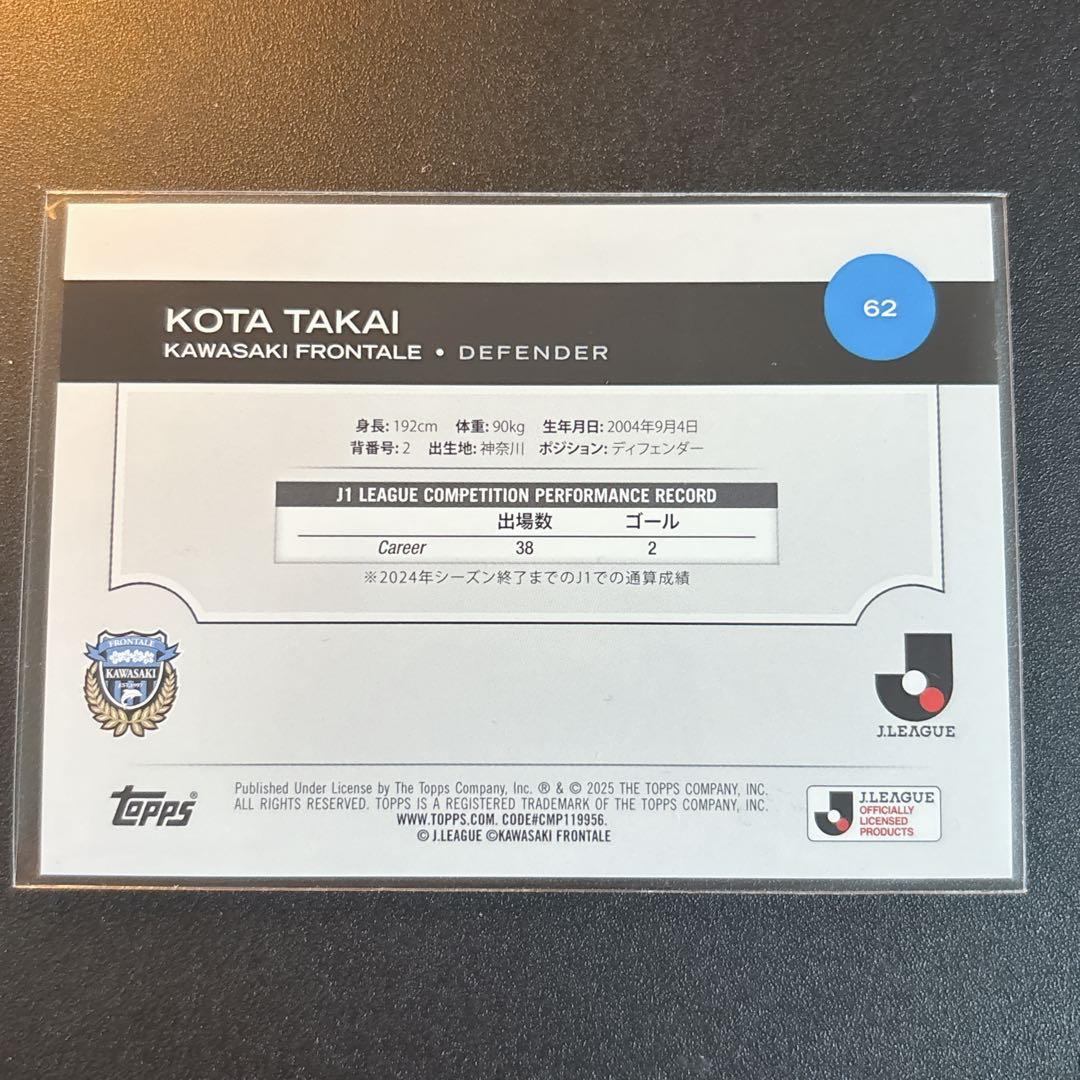 62
KOTA TAKAI
KAWASAKI FRONTALE • DEFENDER
身長: 192cm 体重: 90kg 生年月日: 2004年9月4日
背番号: 2 出生地: 神奈川 ポジション: ディフェンダー
J1 LEAGUE COMPETITION PERFORMANCE RECORD
出場数 ゴール
Career 38 2
※2024年シーズン終了までのJ1での通算成績
FRONTALE
KAWASAKI
EST.1997
J.LEAGUE
Topps®
Published Under License by The Topps Company, Inc. ® & © 2025 THE TOPPS COMPANY, INC.
ALL RIGHTS RESERVED. TOPPS IS A REGISTERED TRADEMARK OF THE TOPPS COMPANY, INC.
WWW.TOPPS.COM. CODE#CMP119956.
© J.LEAGUE ©KAWASAKI FRONTALE
J.LEAGUE
OFFICIALLY
LICENSED
PRODUCTS